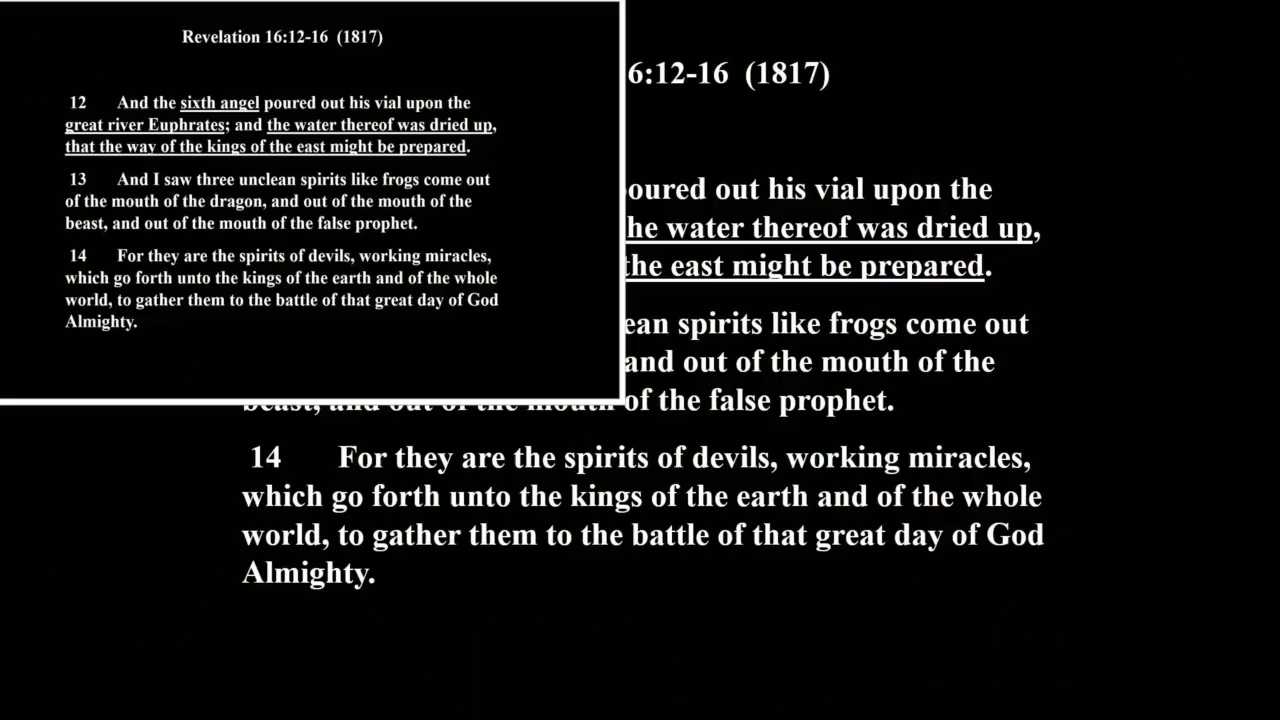 Revelation 16:12-16 (1817)
12 And the sixth angel poured out his vial upon the
great river Euphrates; and the water thereof was dried up,
that the way of the kings of the east might be prepared.
13 And I saw three unclean spirits like frogs come out
of the mouth of the dragon, and out of the mouth of the
beast, and out of the mouth of the false prophet.
14 For they are the spirits of devils, working miracles,
which go forth unto the kings of the earth and of the whole
world, to gather them to the battle of that great day of God
Almighty.
6:12-16 (1817)
poured out his vial upon the
he water thereof was dried up,
the east might be prepared.
ean spirits like frogs come out
and out of the mouth of the
beast, and out of the mouth of the false prophet.
14 For they are the spirits of devils, working miracles,
which go forth unto the kings of the earth and of the whole
world, to gather them to the battle of that great day of God
Almighty.